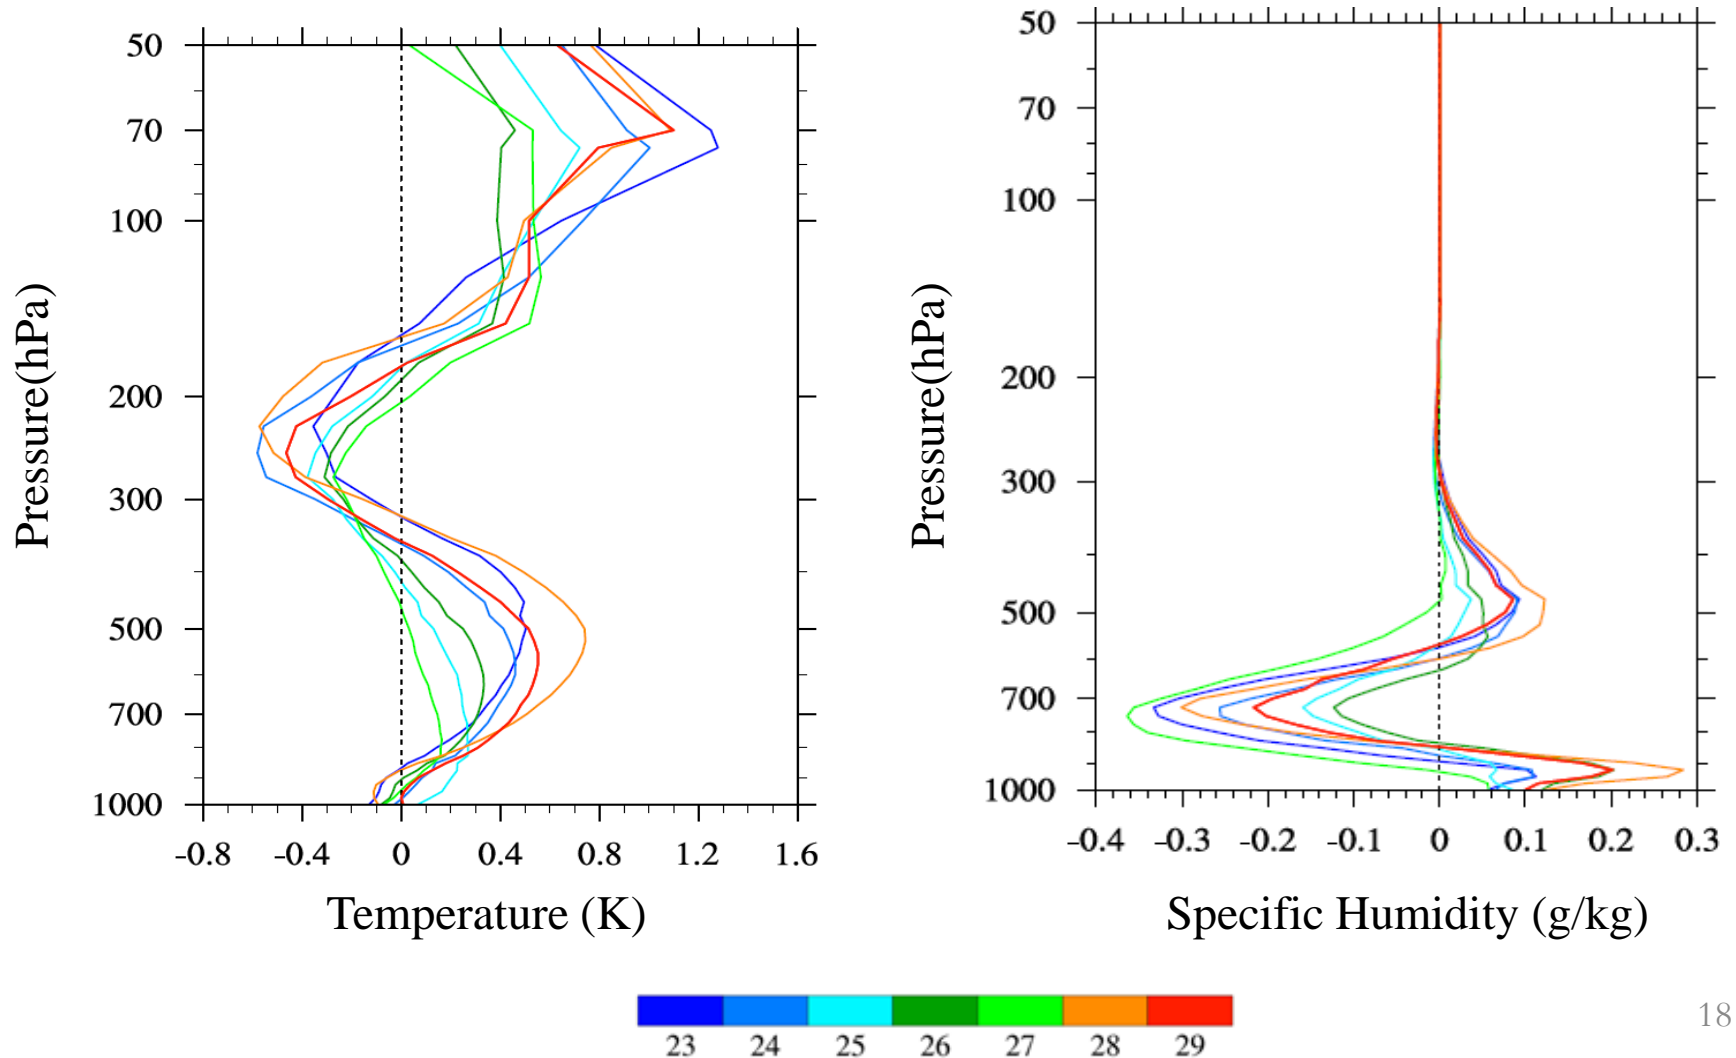 50
70
100
200
300
500
700
1000
Pressure(hPa)
-0.8 -0.4 0 0.4 0.8 1.2 1.6
Temperature (K)
50
70
100
200
300
500
700
1000
Pressure(hPa)
-0.4 -0.3 -0.2 -0.1 0 0.1 0.2 0.3
Specific Humidity (g/kg)
23 24 25 26 27 28 29
18